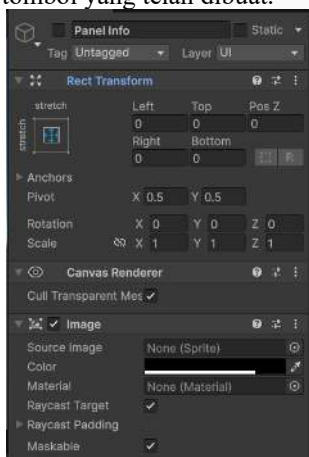 tombol yang telah dibuat.
Panel Info Static
Tag Untagged Layer UI
Rect Transform
stretch Left Top Pos Z
stretch 0 0 0
Right Bottom
0 0 R
Anchors
Pivot X 0.5 Y 0.5
Rotation X 0 Y 0 Z 0
Scale X 1 Y 1 Z 1
Canvas Renderer
Cull Transparent Mes
Image
Source Image None (Sprite)
Color
Material None (Material)
Raycast Target
Raycast Padding
Maskable